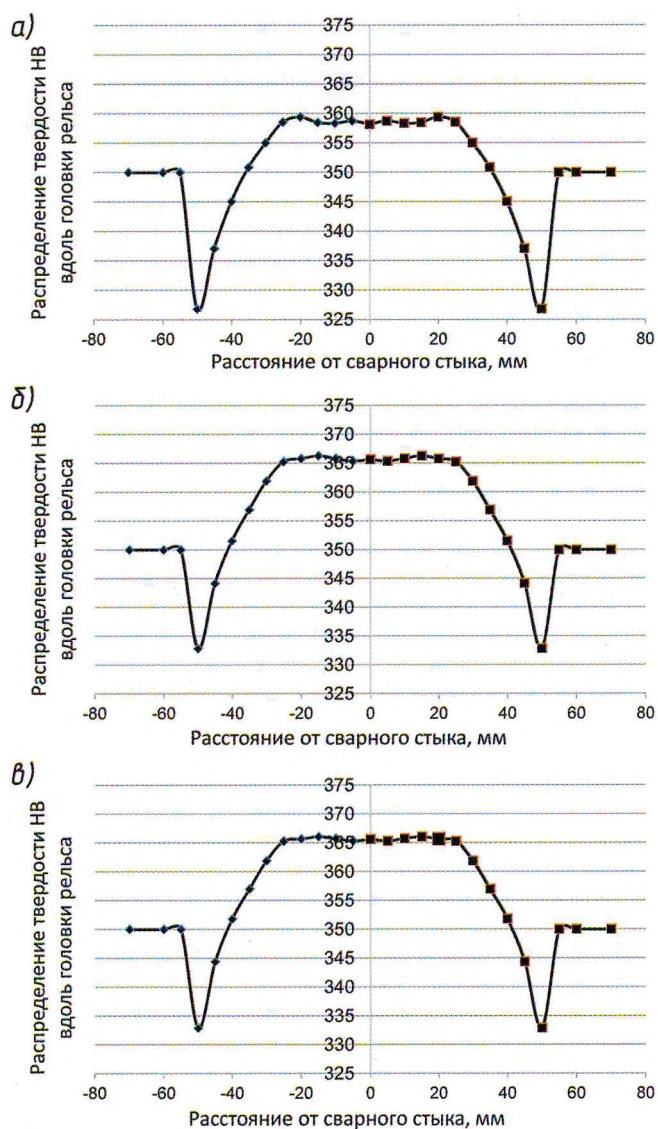 а)
Распределение твердости НВ
вдоль головки рельса
375
370
365
360
355
350
345
340
335
330
325
-80 -60 -40 -20 0 20 40 60 80
Расстояние от сварного стыка, мм
б)
Распределение твердости НВ
вдоль головки рельса
375
370
365
360
355
350
345
340
335
330
325
-80 -60 -40 -20 0 20 40 60 80
Расстояние от сварного стыка, мм
в)
Распределение твердости НВ
вдоль головки рельса
375
370
365
360
355
350
345
340
335
330
325
-80 -60 -40 -20 0 20 40 60 80
Расстояние от сварного стыка, мм